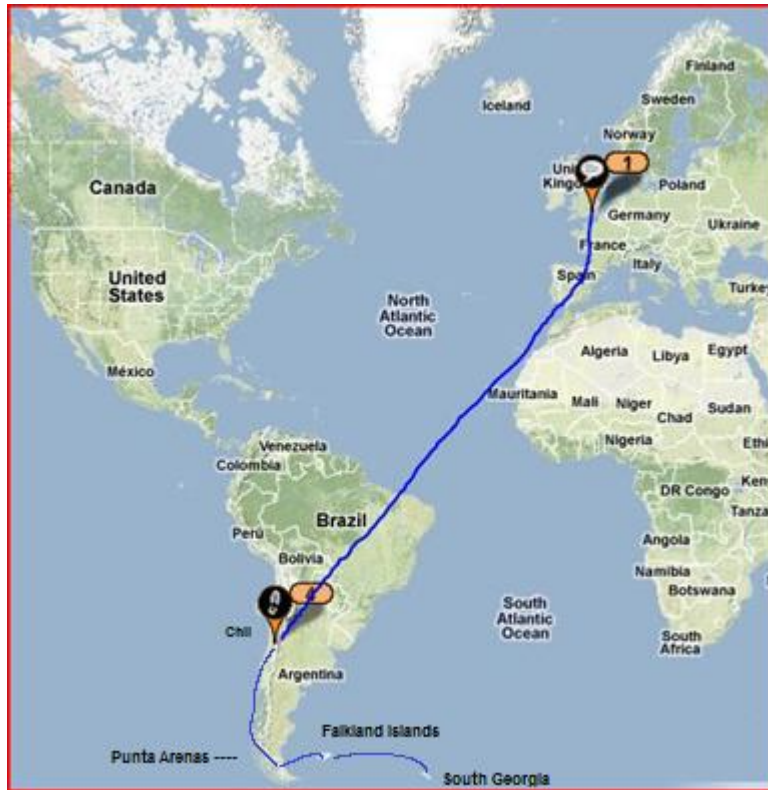 Finland
Iceland
Sweden
Norway
Uni
1
Kingo
Poland
Canada
Germany
Ukraine
France
United
States
Spain
Italy
Turkey
North
Atlantic
Ocean
Algeria
Libya
Egypt
México
Mauritania
Mali
Niger
Chad
Sudan
Venezuela
Nigeria
Ethi
Colombia
DR Congo
Ken
Tanza
Brazil
Perú
Angola
Bolivia
Namibia
Botswana
4
South
Atlantic
Ocean
Chil
South
Africa
Argentina
Falkland Islands
Punta Arenas ----
South Georgia